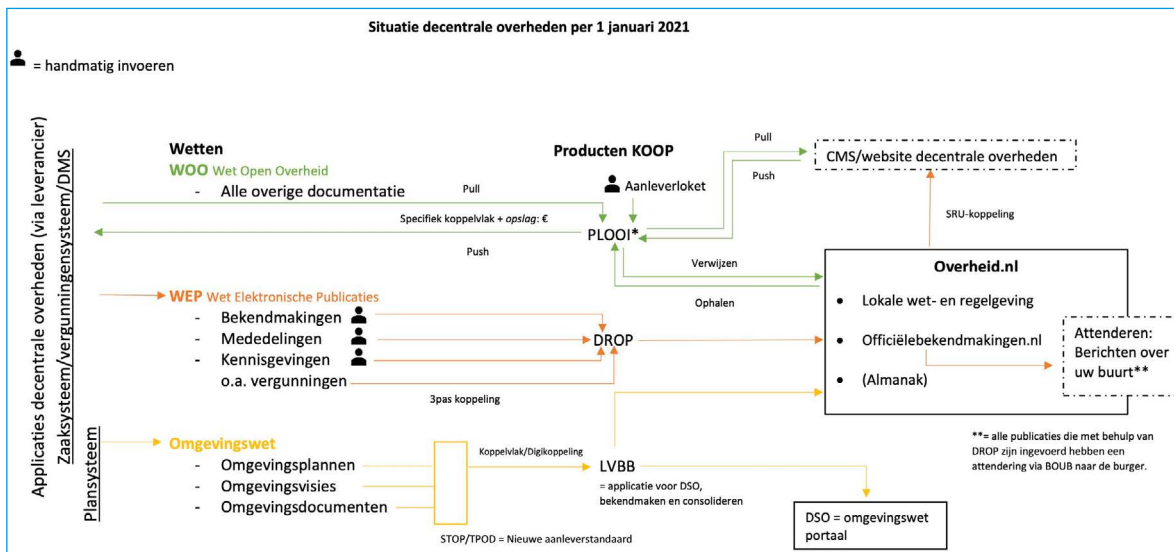 Situatie decentrale overheden per 1 januari 2021
= handmatig invoeren
Applicaties decentrale overheden (via leverancier)
Zaaksysteem/vergunningensysteem/DMS
Plansysteem
Wetten
WOO Wet Open Overheid
- Alle overige documentatie
Pull
Specifiek koppelvlak + opslag: €
Push
Producten KOOP
Aanleverloket
PLOOI*
Pull
Push
CMS/website decentrale overheden
SRU-koppeling
Verwijzen
Ophalen
WEP Wet Elektronische Publicaties
- Bekendmakingen
- Mededelingen
- Kennisgevingen
o.a. vergunningen
3pas koppeling
DROP
Overheid.nl
• Lokale wet- en regelgeving
• Officiëlebekendmakingen.nl
• (Almanak)
Attenderen:
Berichten over
uw buurt**
**= alle publicaties die met behulp van
DROP zijn ingevoerd hebben een
attendering via BOUB naar de burger.
Omgevingswet
- Omgevingsplannen
- Omgevingsvisies
- Omgevingsdocumenten
Koppelvlak/Digikoppeling
STOP/TPOD = Nieuwe aanleverstandaard
LVBB
= applicatie voor DSO,
bekendmaken en consolideren
DSO = omgevingswet
portaal